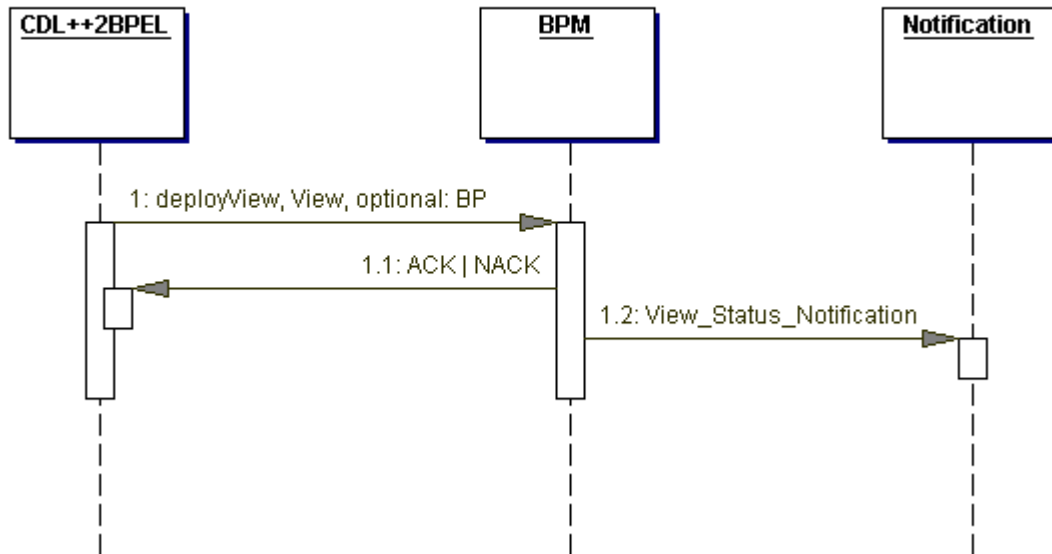 CDL++2BPEL
BPM
Notification
1: deployView, View, optional: BP
1.1: ACK | NACK
1.2: View_Status_Notification